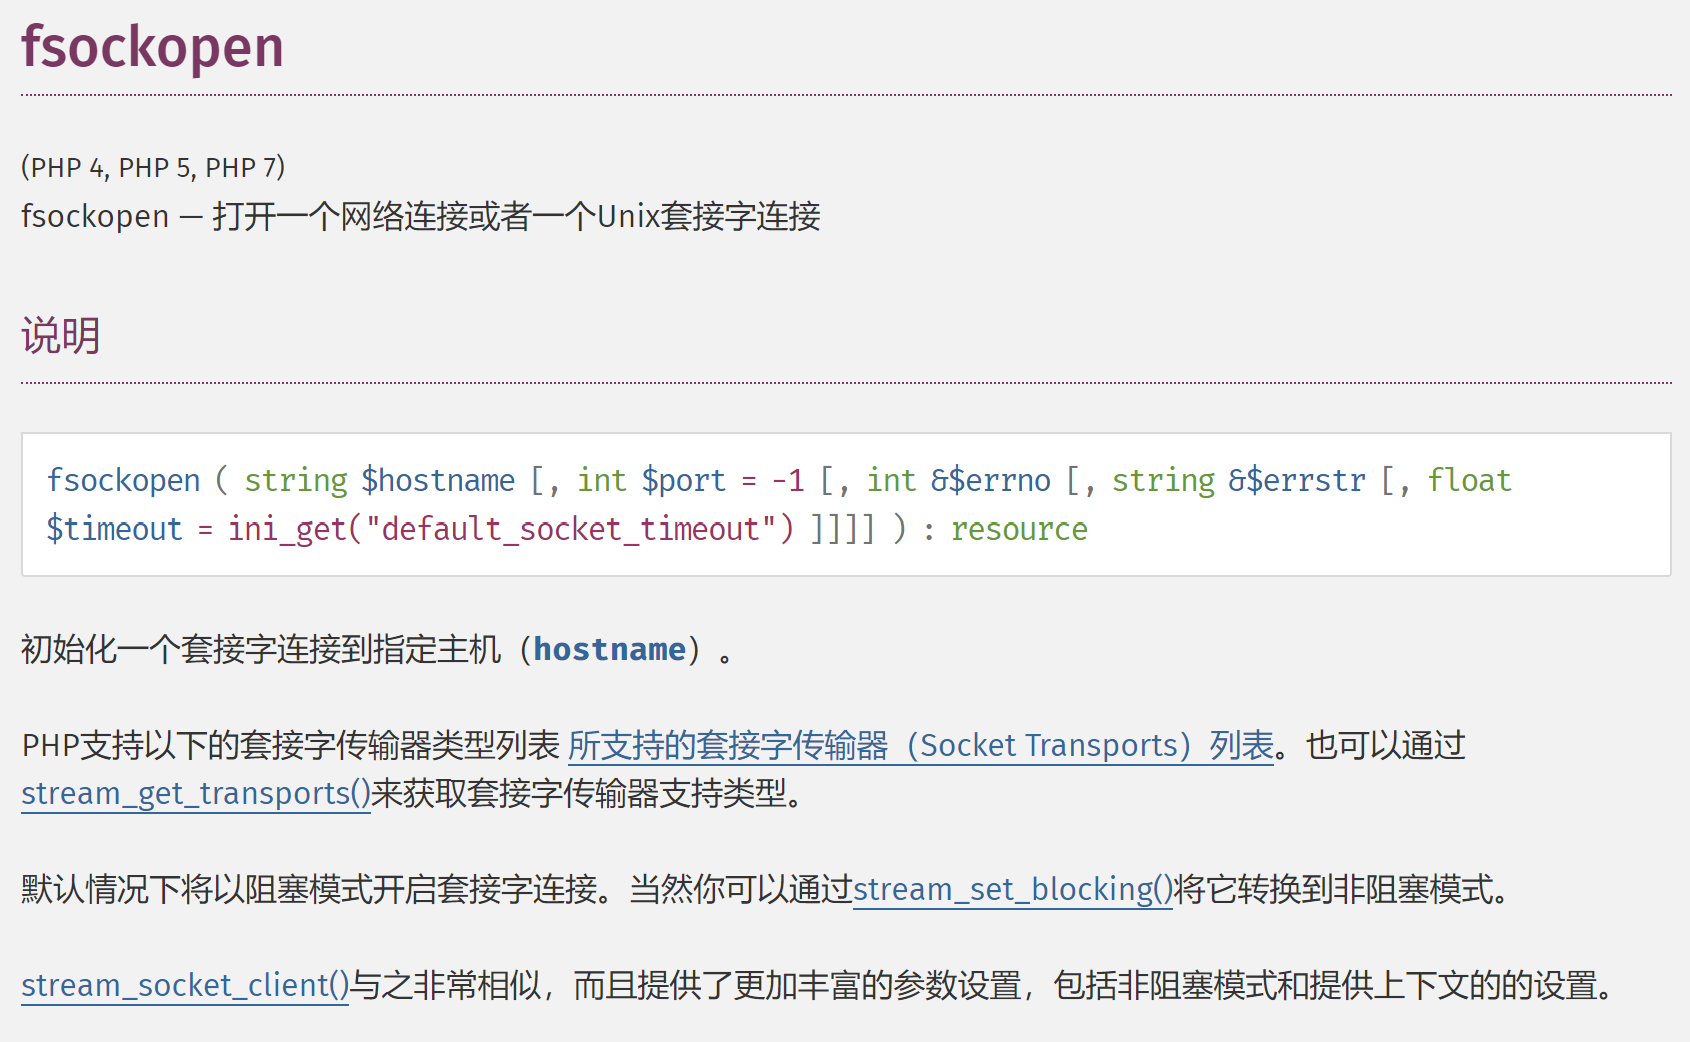 fsockopen
(PHP 4, PHP 5, PHP 7)
fsockopen — 打开一个网络连接或者一个Unix套接字连接
说明
fsockopen ( string $hostname [, int $port = -1 [, int &$errno [, string &$errstr [, float
$timeout = ini_get("default_socket_timeout") ]]]] ) : resource
初始化一个套接字连接到指定主机（hostname）。
PHP支持以下的套接字传输器类型列表 所支持的套接字传输器（Socket Transports）列表。也可以通过
stream_get_transports()来获取套接字传输器支持类型。
默认情况下将以阻塞模式开启套接字连接。当然你可以通过stream_set_blocking()将它转换到非阻塞模式。
stream_socket_client()与之非常相似，而且提供了更加丰富的参数设置，包括非阻塞模式和提供上下文的的设置。